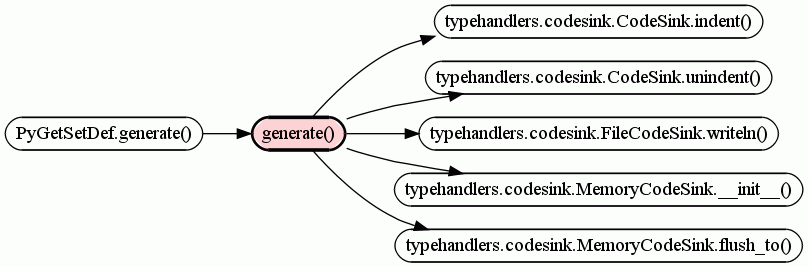 typehandlers.codesink.CodeSink.indent()
typehandlers.codesink.CodeSink.unindent()
PyGetSetDef.generate()
generate()
typehandlers.codesink.FileCodeSink.writeln()
typehandlers.codesink.MemoryCodeSink.__init__()
typehandlers.codesink.MemoryCodeSink.flush_to()